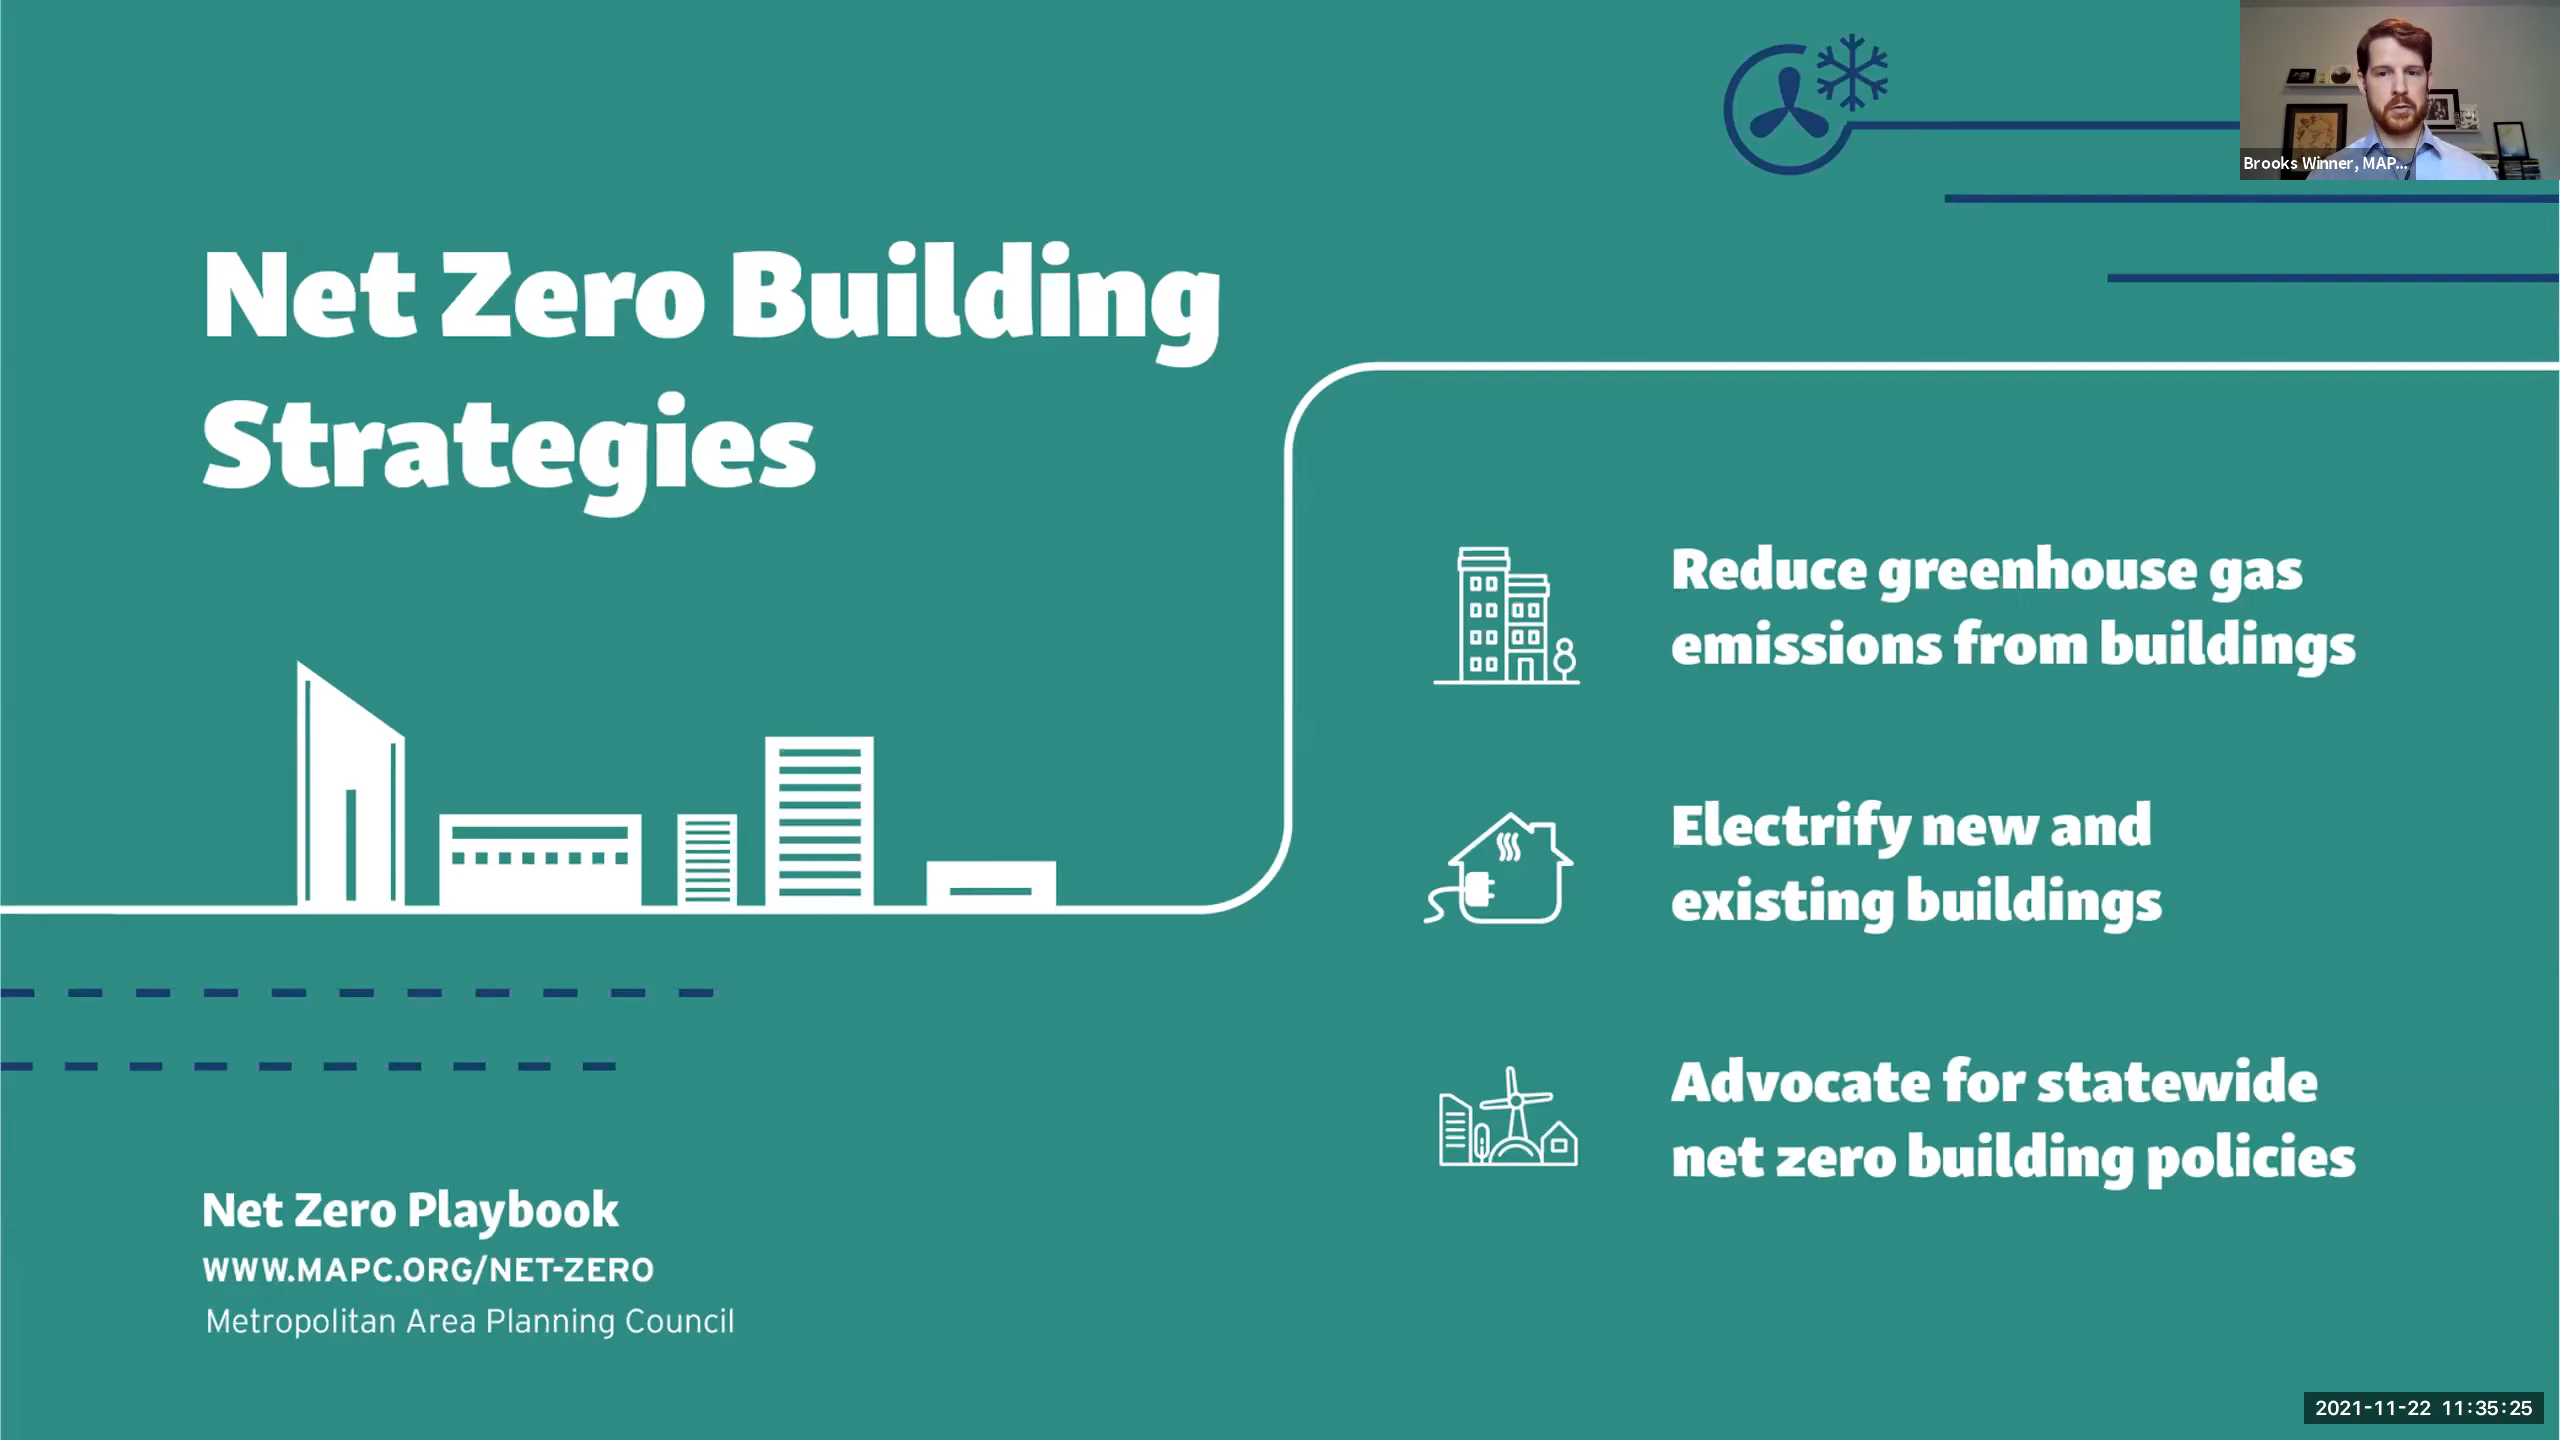 Brooks Winner, MAP...
Net Zero Building
Strategies
Reduce greenhouse gas
emissions from buildings
Electrify new and
existing buildings
Advocate for statewide
net zero building policies
Net Zero Playbook
WWW.MAPC.ORG/NET-ZERO
Metropolitan Area Planning Council
2021-11-22 11:35:25